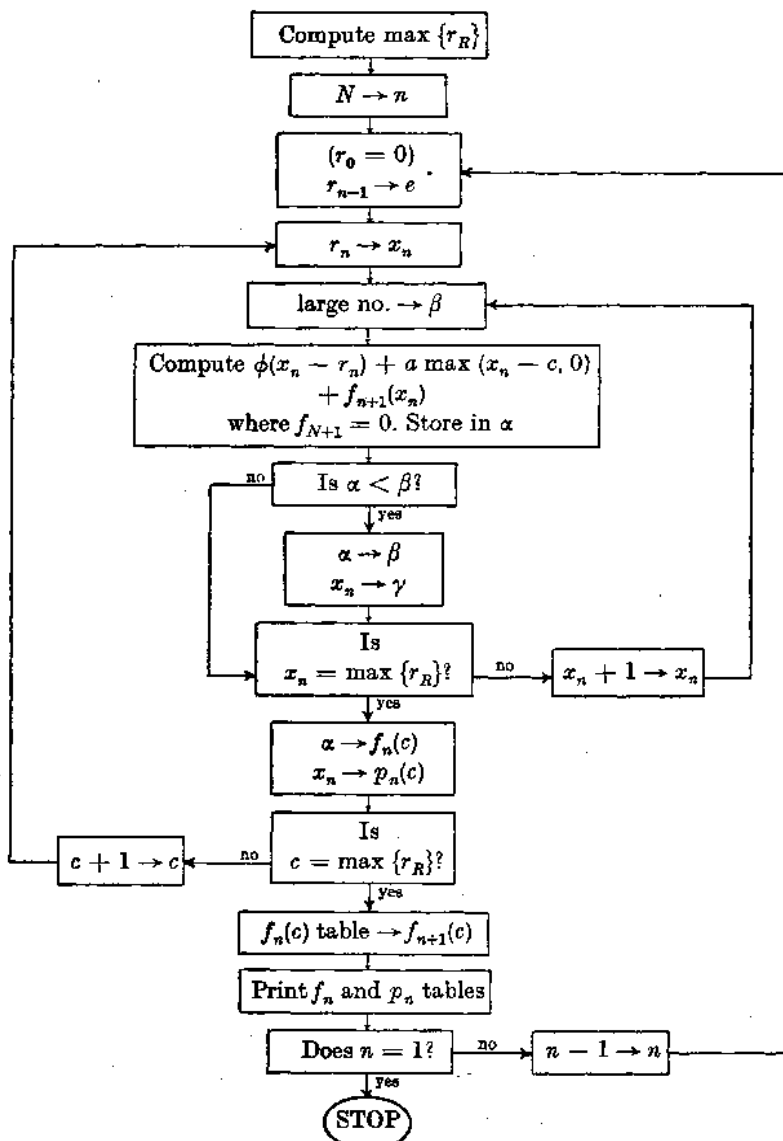 Compute max {r_R}
N → n
(r_0 = 0)
r_{n−1} → e
r_n → x_n
large no. → β
Compute ϕ(x_n − r_n) + a max (x_n − c, 0)
+ f_{n+1}(x_n)
where f_{N+1} = 0. Store in α
no
Is α < β?
yes
α → β
x_n → γ
Is
x_n = max {r_R}?
no
x_n + 1 → x_n
yes
α → f_n(c)
x_n → p_n(c)
Is
c = max {r_R}?
no
c + 1 → c
yes
f_n(c) table → f_{n+1}(c)
Print f_n and p_n tables
Does n = 1?
no
n − 1 → n
yes
STOP